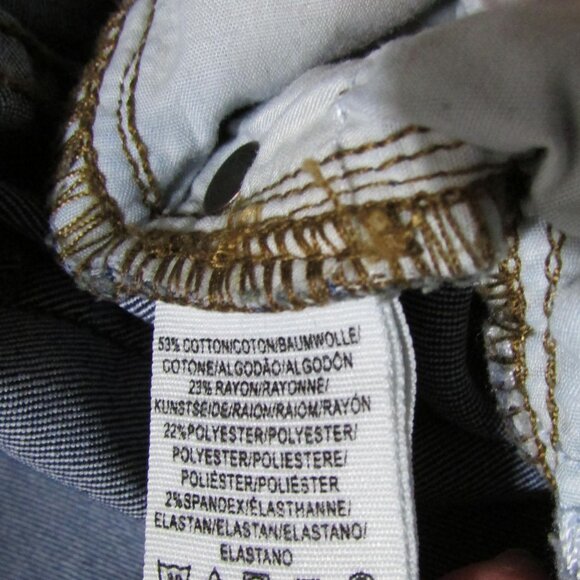 53% COTTON/COTON/BAUMWOLLE/
COTONE/ALGODÃO/ALGODÓN
23% RAYON/RAYONNE/
KUNSTSEIDE/RAION/RAIOM/RAYÓN
22%POLYESTER/POLYESTER/
POLYESTER/POLIESTERE/
POLIÉSTER/POLIÉSTER
2%SPANDEX/ÉLASTHANNE/
ELASTAN/ELASTAN/ELASTANO/
ELASTANO